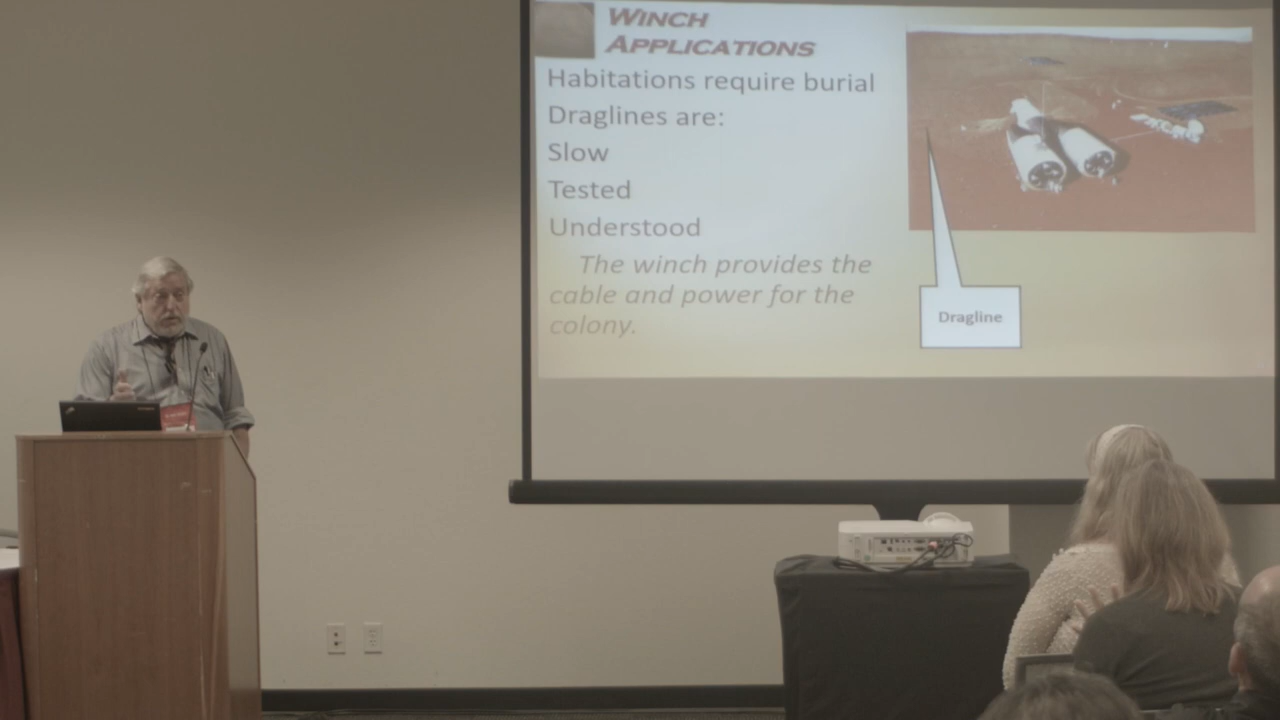 WINCH
APPLICATIONS
Habitations require burial
Draglines are:
Slow
Tested
Understood
The winch provides the
cable and power for the
colony.
Dragline